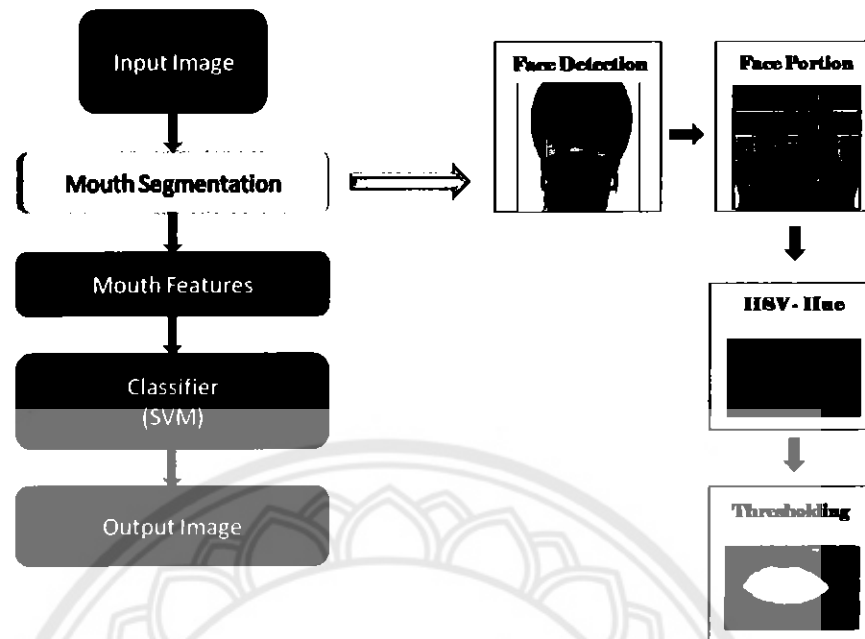 Input Image
Mouth Segmentation
Mouth Features
Classifier
(SVM)
Output Image
Face Detection
Face Portion
HSV - Hue
Thresholding